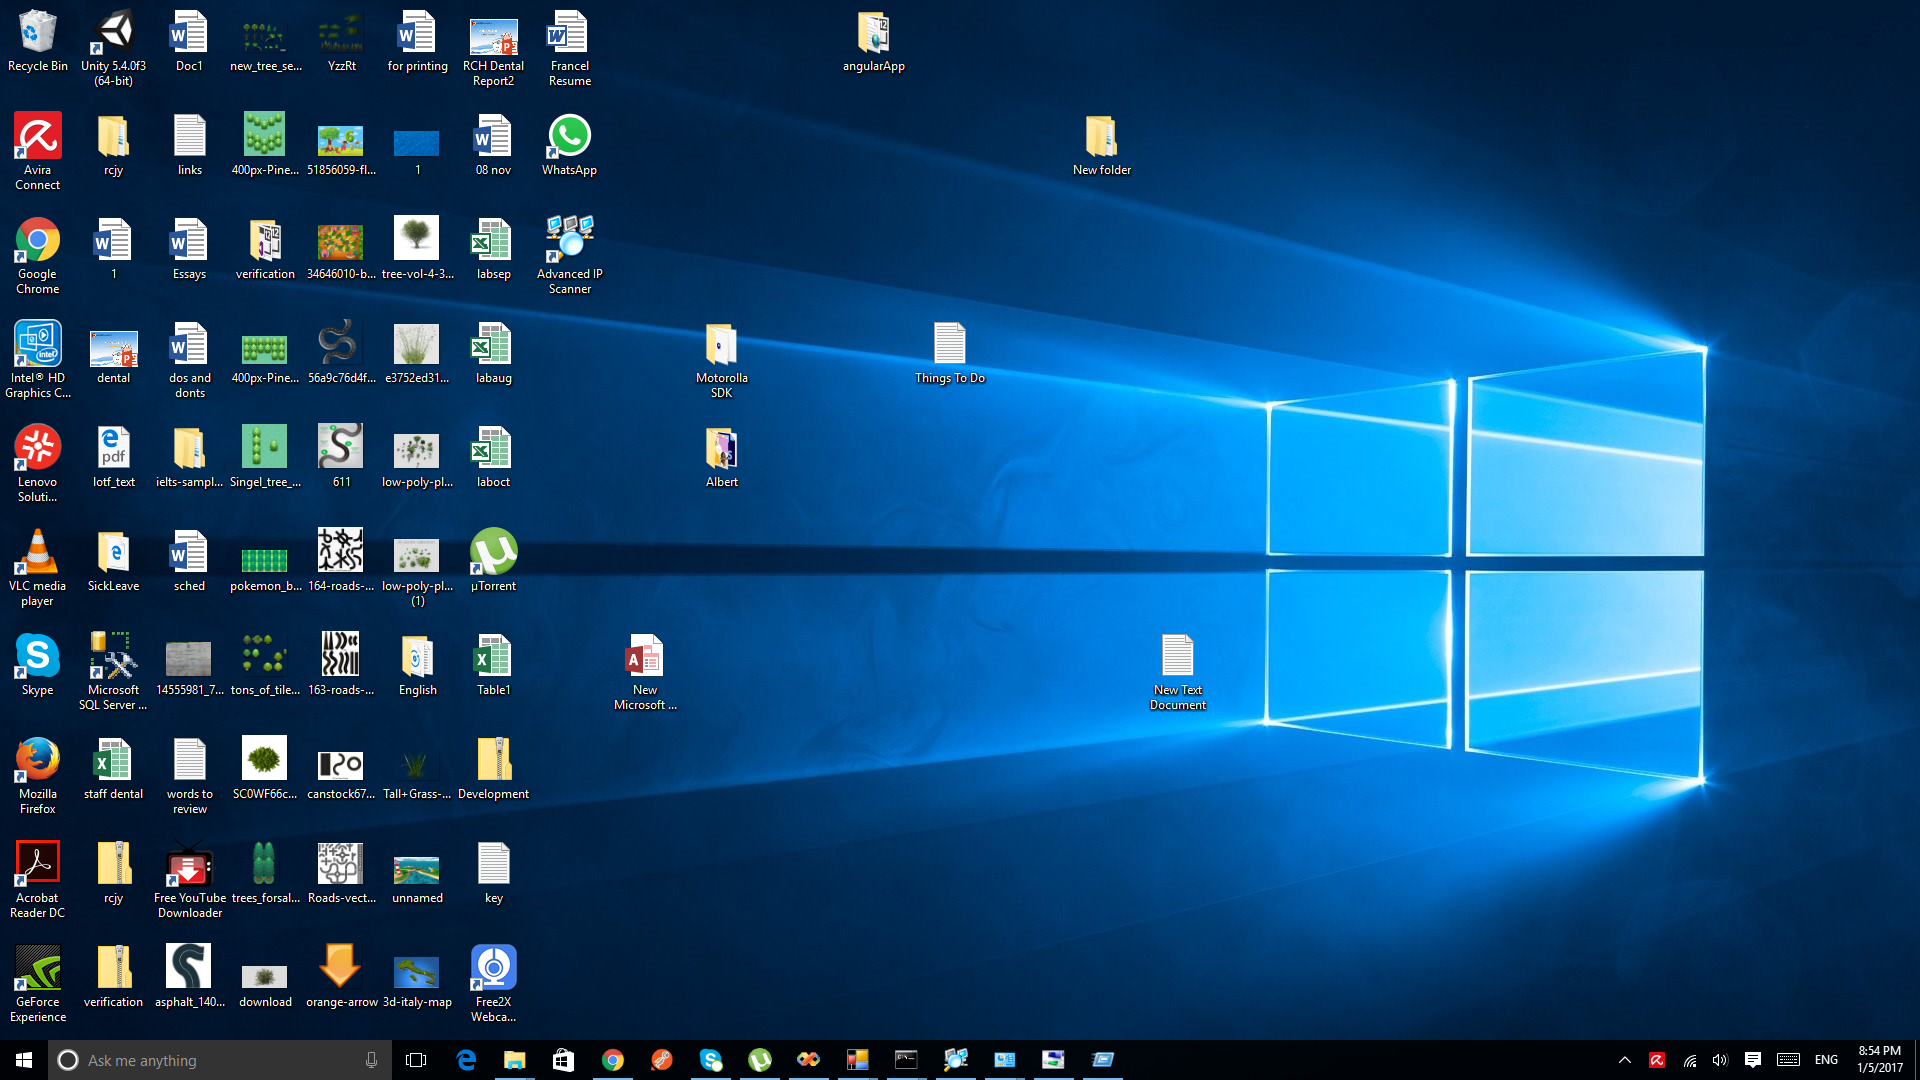 Recycle Bin
Unity 5.4.0f3
(64-bit)
Doc1
new_tree_se...
YzzRt
for printing
RCH Dental
Report2
Francel
Resume
angularApp
Avira
Connect
rcjy
links
400px-Pine...
51856059-fl...
1
08 nov
WhatsApp
New folder
Google
Chrome
1
Essays
verification
34646010-b...
tree-vol-4-3...
labsep
Advanced IP
Scanner
Intel® HD
Graphics C...
dental
dos and
donts
400px-Pine...
56a9c76d4f...
e3752ed31...
labaug
Motorolla
SDK
Things To Do
Lenovo
Soluti...
pdf
lotf_text
ielts-sampl...
Singel_tree_...
611
low-poly-pl...
laboct
Albert
VLC media
player
SickLeave
sched
pokemon_b...
164-roads-...
low-poly-pl...
(1)
µTorrent
Skype
Microsoft
SQL Server ...
14555981_7...
tons_of_tile...
163-roads-...
English
Table1
New
Microsoft ...
New Text
Document
Mozilla
Firefox
staff dental
words to
review
SC0WF66c...
canstock67...
Tall+Grass-...
Development
Acrobat
Reader DC
rcjy
Free YouTube
Downloader
trees_forsal...
Roads-vect...
unnamed
key
GeForce
Experience
verification
asphalt_140...
download
orange-arrow
3d-italy-map
Free2X
Webca...
Ask me anything
ENG
8:54 PM
1/5/2017